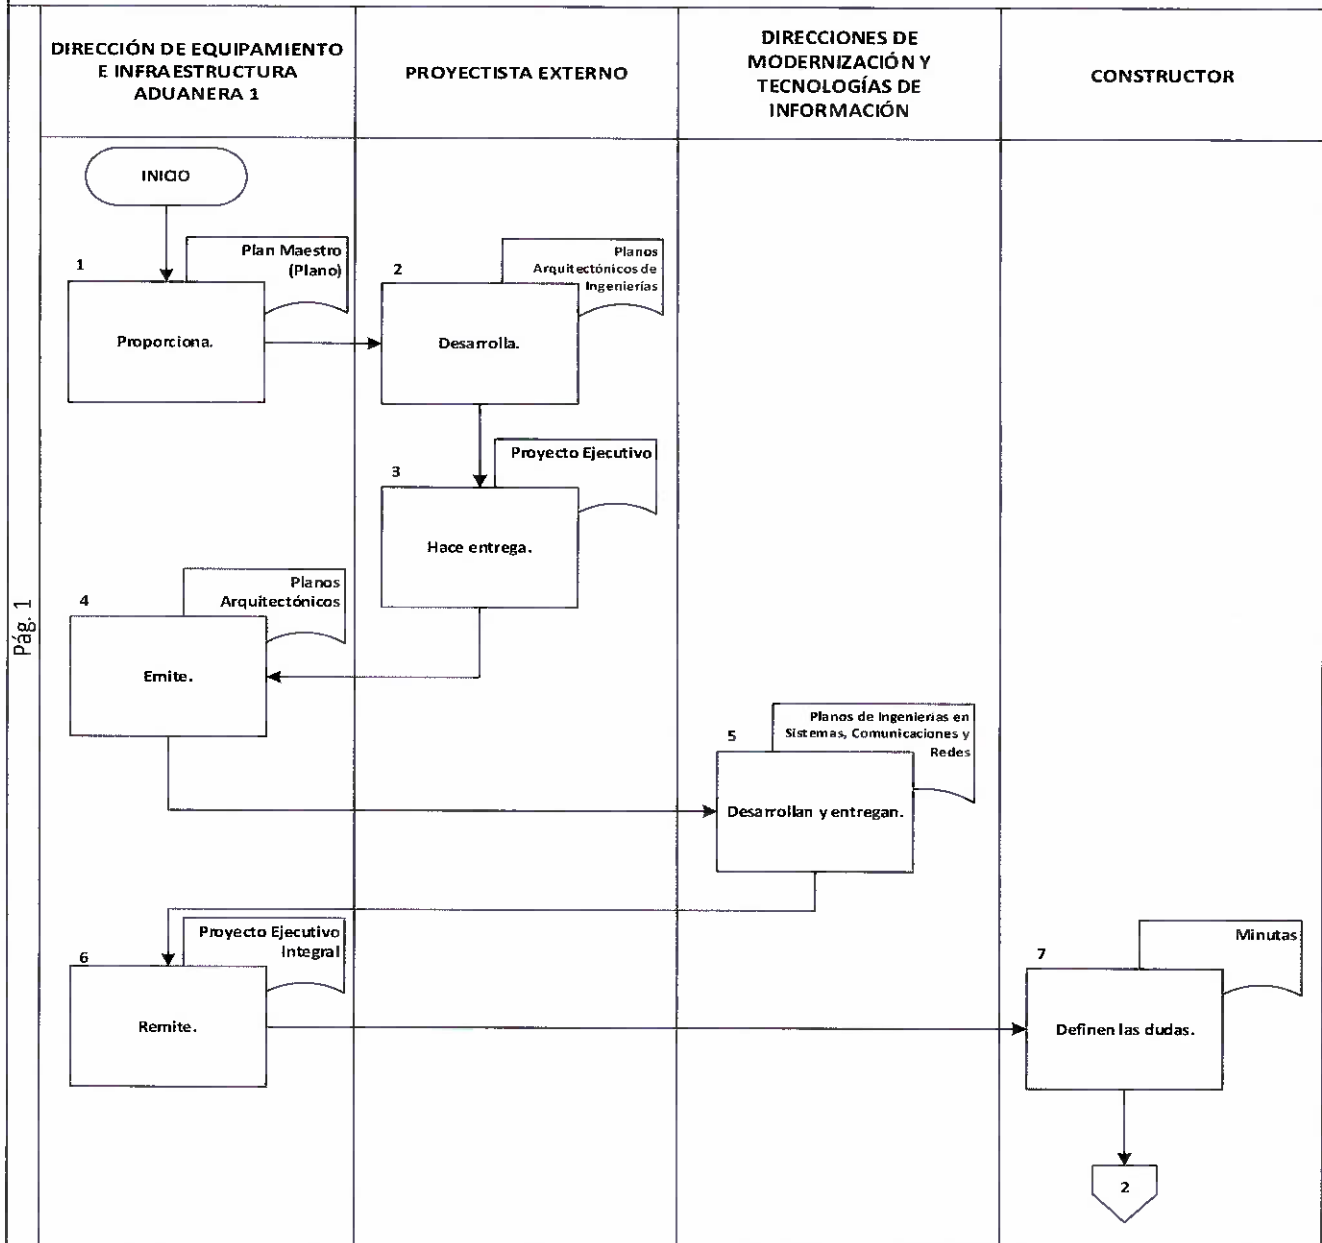 DIRECCIÓN DE EQUIPAMIENTO
E INFRAESTRUCTURA
ADUANERA 1
PROYECTISTA EXTERNO
DIRECCIONES DE
MODERNIZACIÓN Y
TECNOLOGÍAS DE
INFORMACIÓN
CONSTRUCTOR
Pág. 1
INICIO
1
Plan Maestro
(Plano)
Proporciona.
2
Planos
Arquitectónicos de
Ingenierías
Desarrolla.
3
Proyecto Ejecutivo
Hace entrega.
4
Planos
Arquitectónicos
Emite.
5
Planos de Ingenierias en
Sistemas, Comunicaciones y
Redes
Desarrollan y entregan.
6
Proyecto Ejecutivo
Integral
Remite.
7
Minutas
Definen las dudas.
2